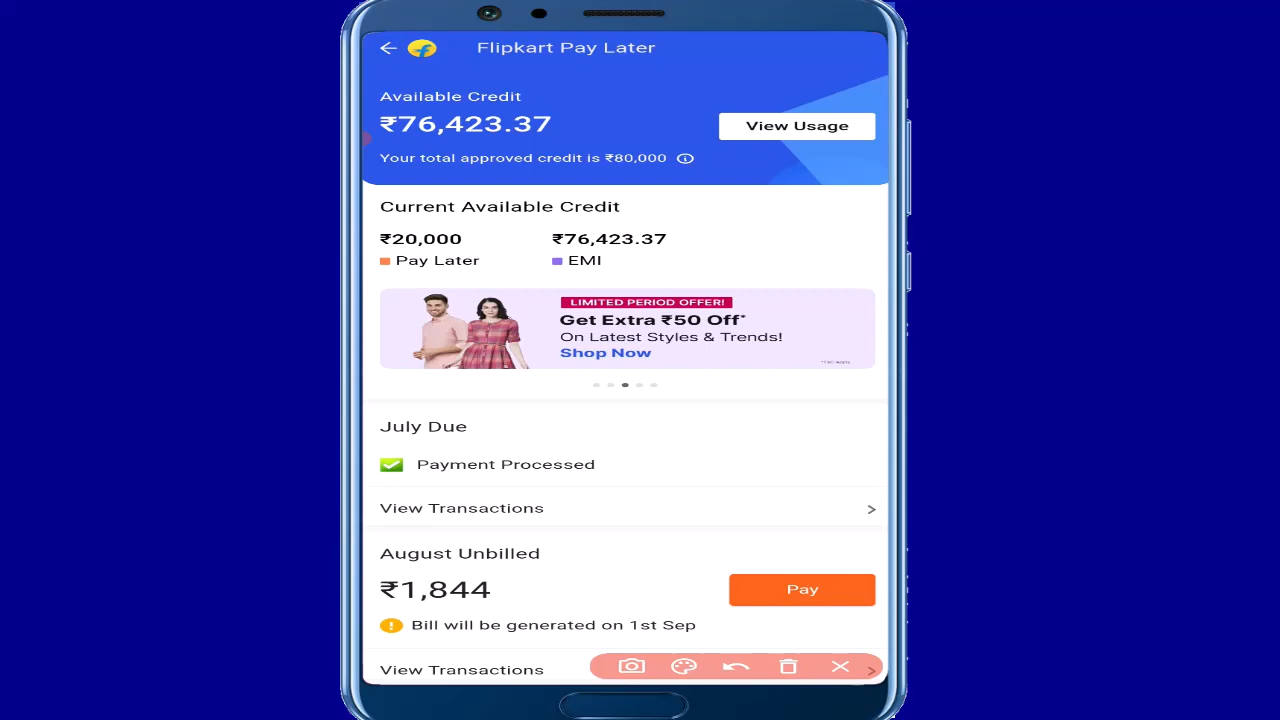 Flipkart Pay Later
Available Credit
₹76,423.37
View Usage
Your total approved credit is ₹80,000
Current Available Credit
₹20,000 ₹76,423.37
Pay Later EMI
LIMITED PERIOD OFFER!
Get Extra ₹50 Off*
On Latest Styles & Trends!
Shop Now
*T&C Apply
July Due
Payment Processed
View Transactions
August Unbilled
₹1,844
Pay
Bill will be generated on 1st Sep
View Transactions